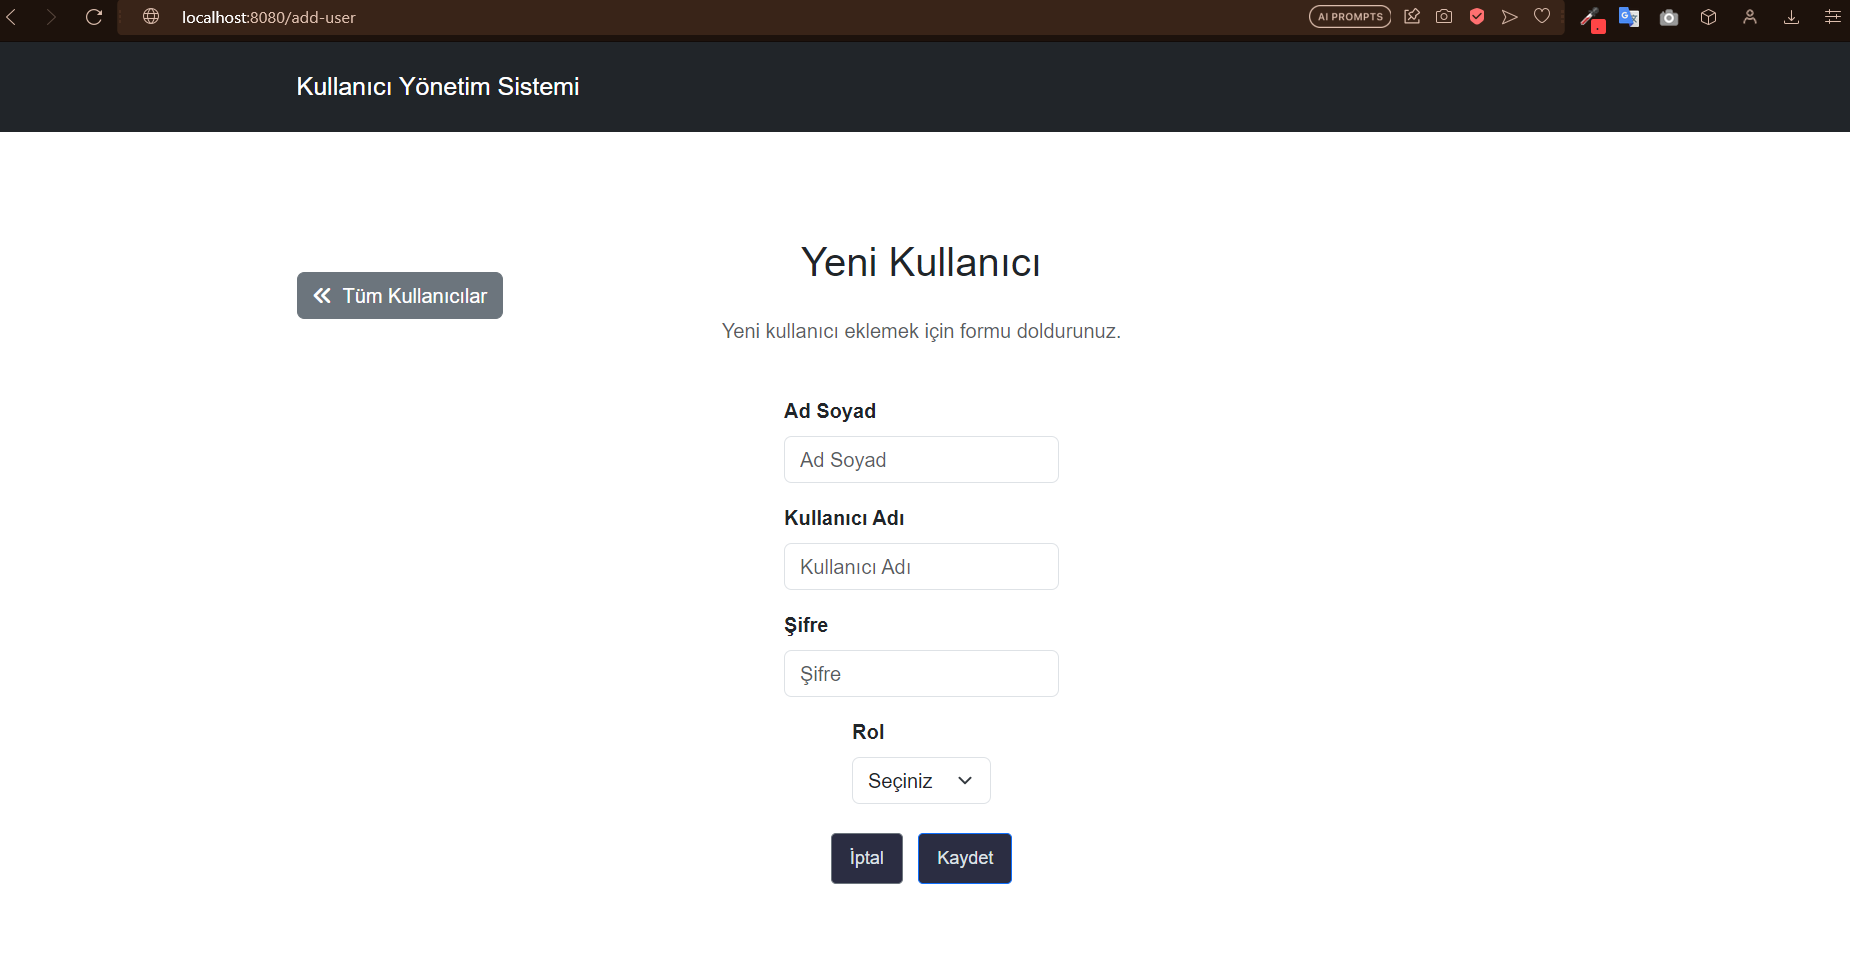 localhost:8080/add-user
AI PROMPTS
Kullanıcı Yönetim Sistemi
Yeni Kullanıcı
Tüm Kullanıcılar
Yeni kullanıcı eklemek için formu doldurunuz.
Ad Soyad
Ad Soyad
Kullanıcı Adı
Kullanıcı Adı
Şifre
Şifre
Rol
Seçiniz
İptal
Kaydet